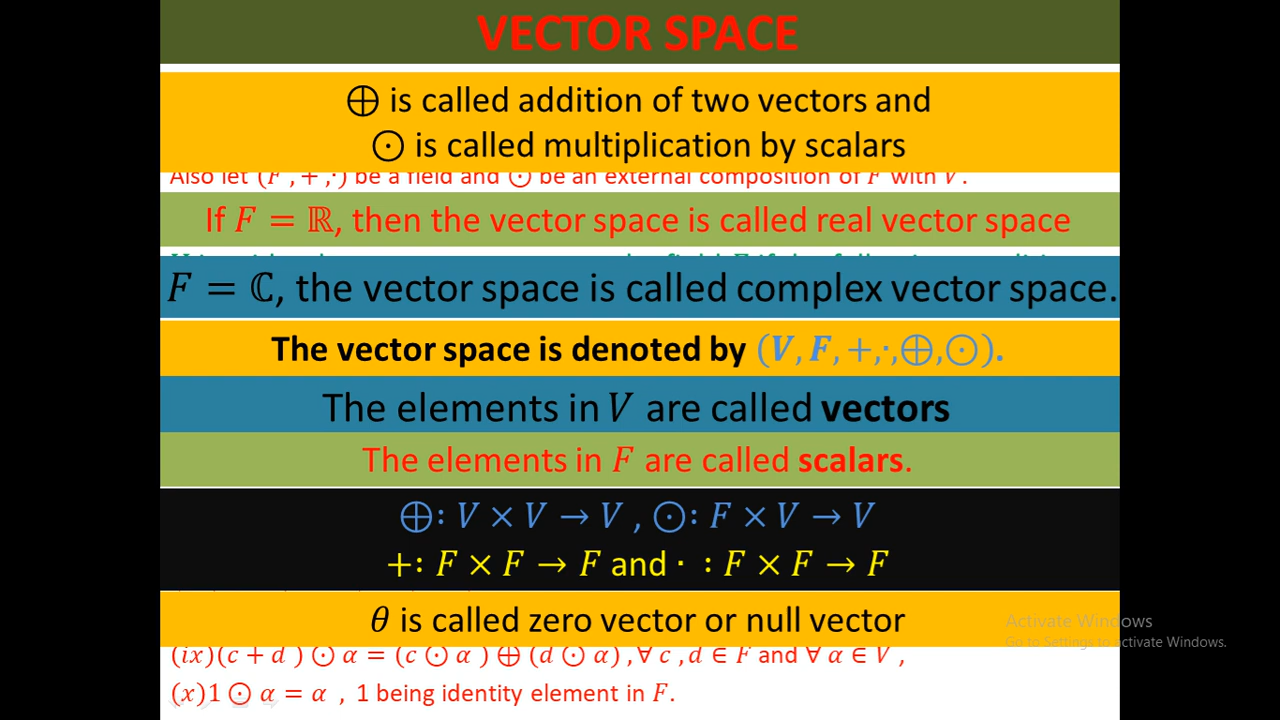 VECTOR SPACE
⊕ is called addition of two vectors and
⊙ is called multiplication by scalars
Also let (F, +,·) be a field and ⊙ be an external composition of F with V.
If F = ℝ, then the vector space is called real vector space
F = ℂ, the vector space is called complex vector space.
The vector space is denoted by (V, F, +,·,⊕,⊙).
The elements in V are called vectors
The elements in F are called scalars.
⊕: V × V → V , ⊙: F × V → V
+: F × F → F and · : F × F → F
θ is called zero vector or null vector
Activate Windows
Go to Settings to activate Windows.
(ix)(c + d ) ⊙ α = (c ⊙ α ) ⊕ (d ⊙ α) ,∀ c ,d ∈ F and ∀ α ∈ V ,
(x)1 ⊙ α = α , 1 being identity element in F.